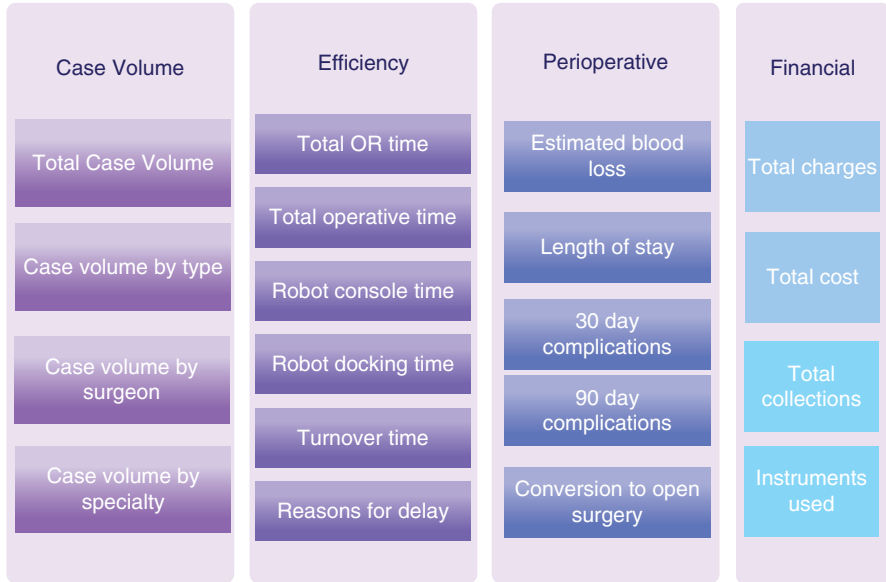 Case Volume
Total Case Volume
Case volume by type
Case volume by
surgeon
Case volume by
specialty
Efficiency
Total OR time
Total operative time
Robot console time
Robot docking time
Turnover time
Reasons for delay
Perioperative
Estimated blood
loss
Length of stay
30 day
complications
90 day
complications
Conversion to open
surgery
Financial
Total charges
Total cost
Total
collections
Instruments
used